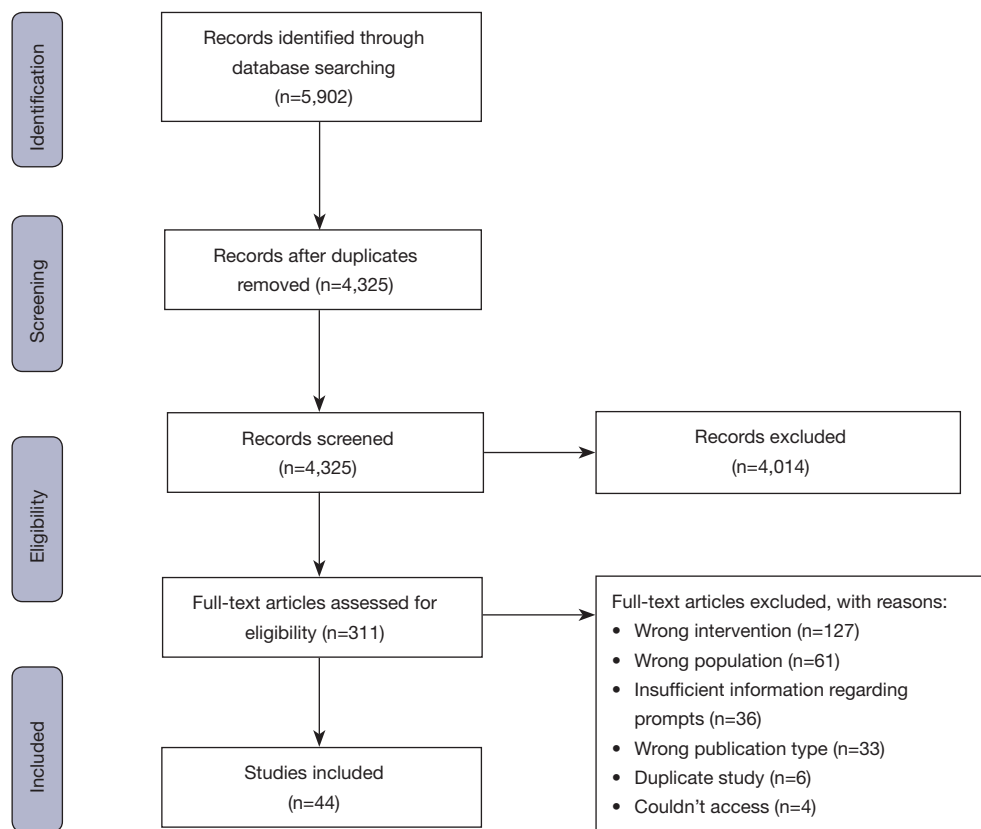 Identification
Records identified through
database searching
(n=5,902)
Screening
Records after duplicates
removed (n=4,325)
Eligibility
Records screened
(n=4,325)
Records excluded
(n=4,014)
Full-text articles assessed for
eligibility (n=311)
Full-text articles excluded, with reasons:
• Wrong intervention (n=127)
• Wrong population (n=61)
• Insufficient information regarding
prompts (n=36)
• Wrong publication type (n=33)
• Duplicate study (n=6)
• Couldn't access (n=4)
Included
Studies included
(n=44)